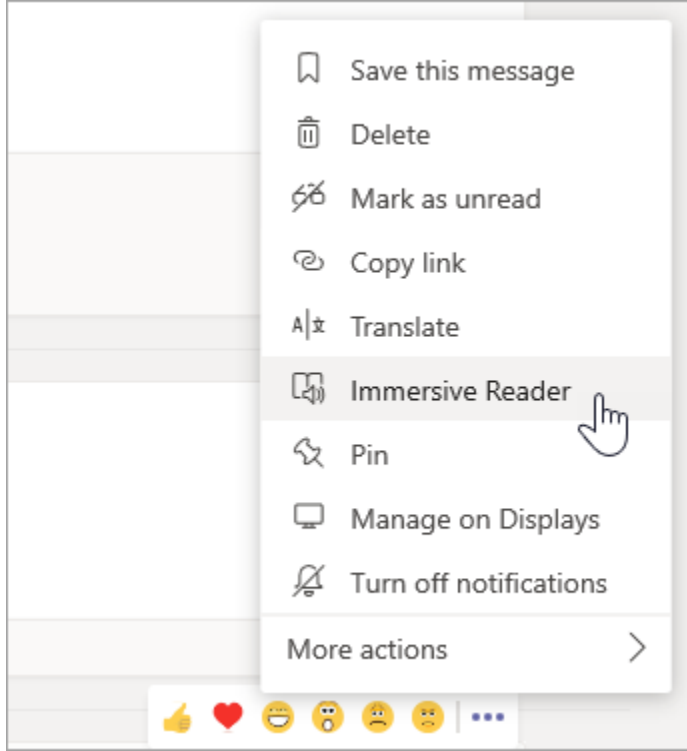 Save this message
Delete
Mark as unread
Copy link
Translate
Immersive Reader
Pin
Manage on Displays
Turn off notifications
More actions